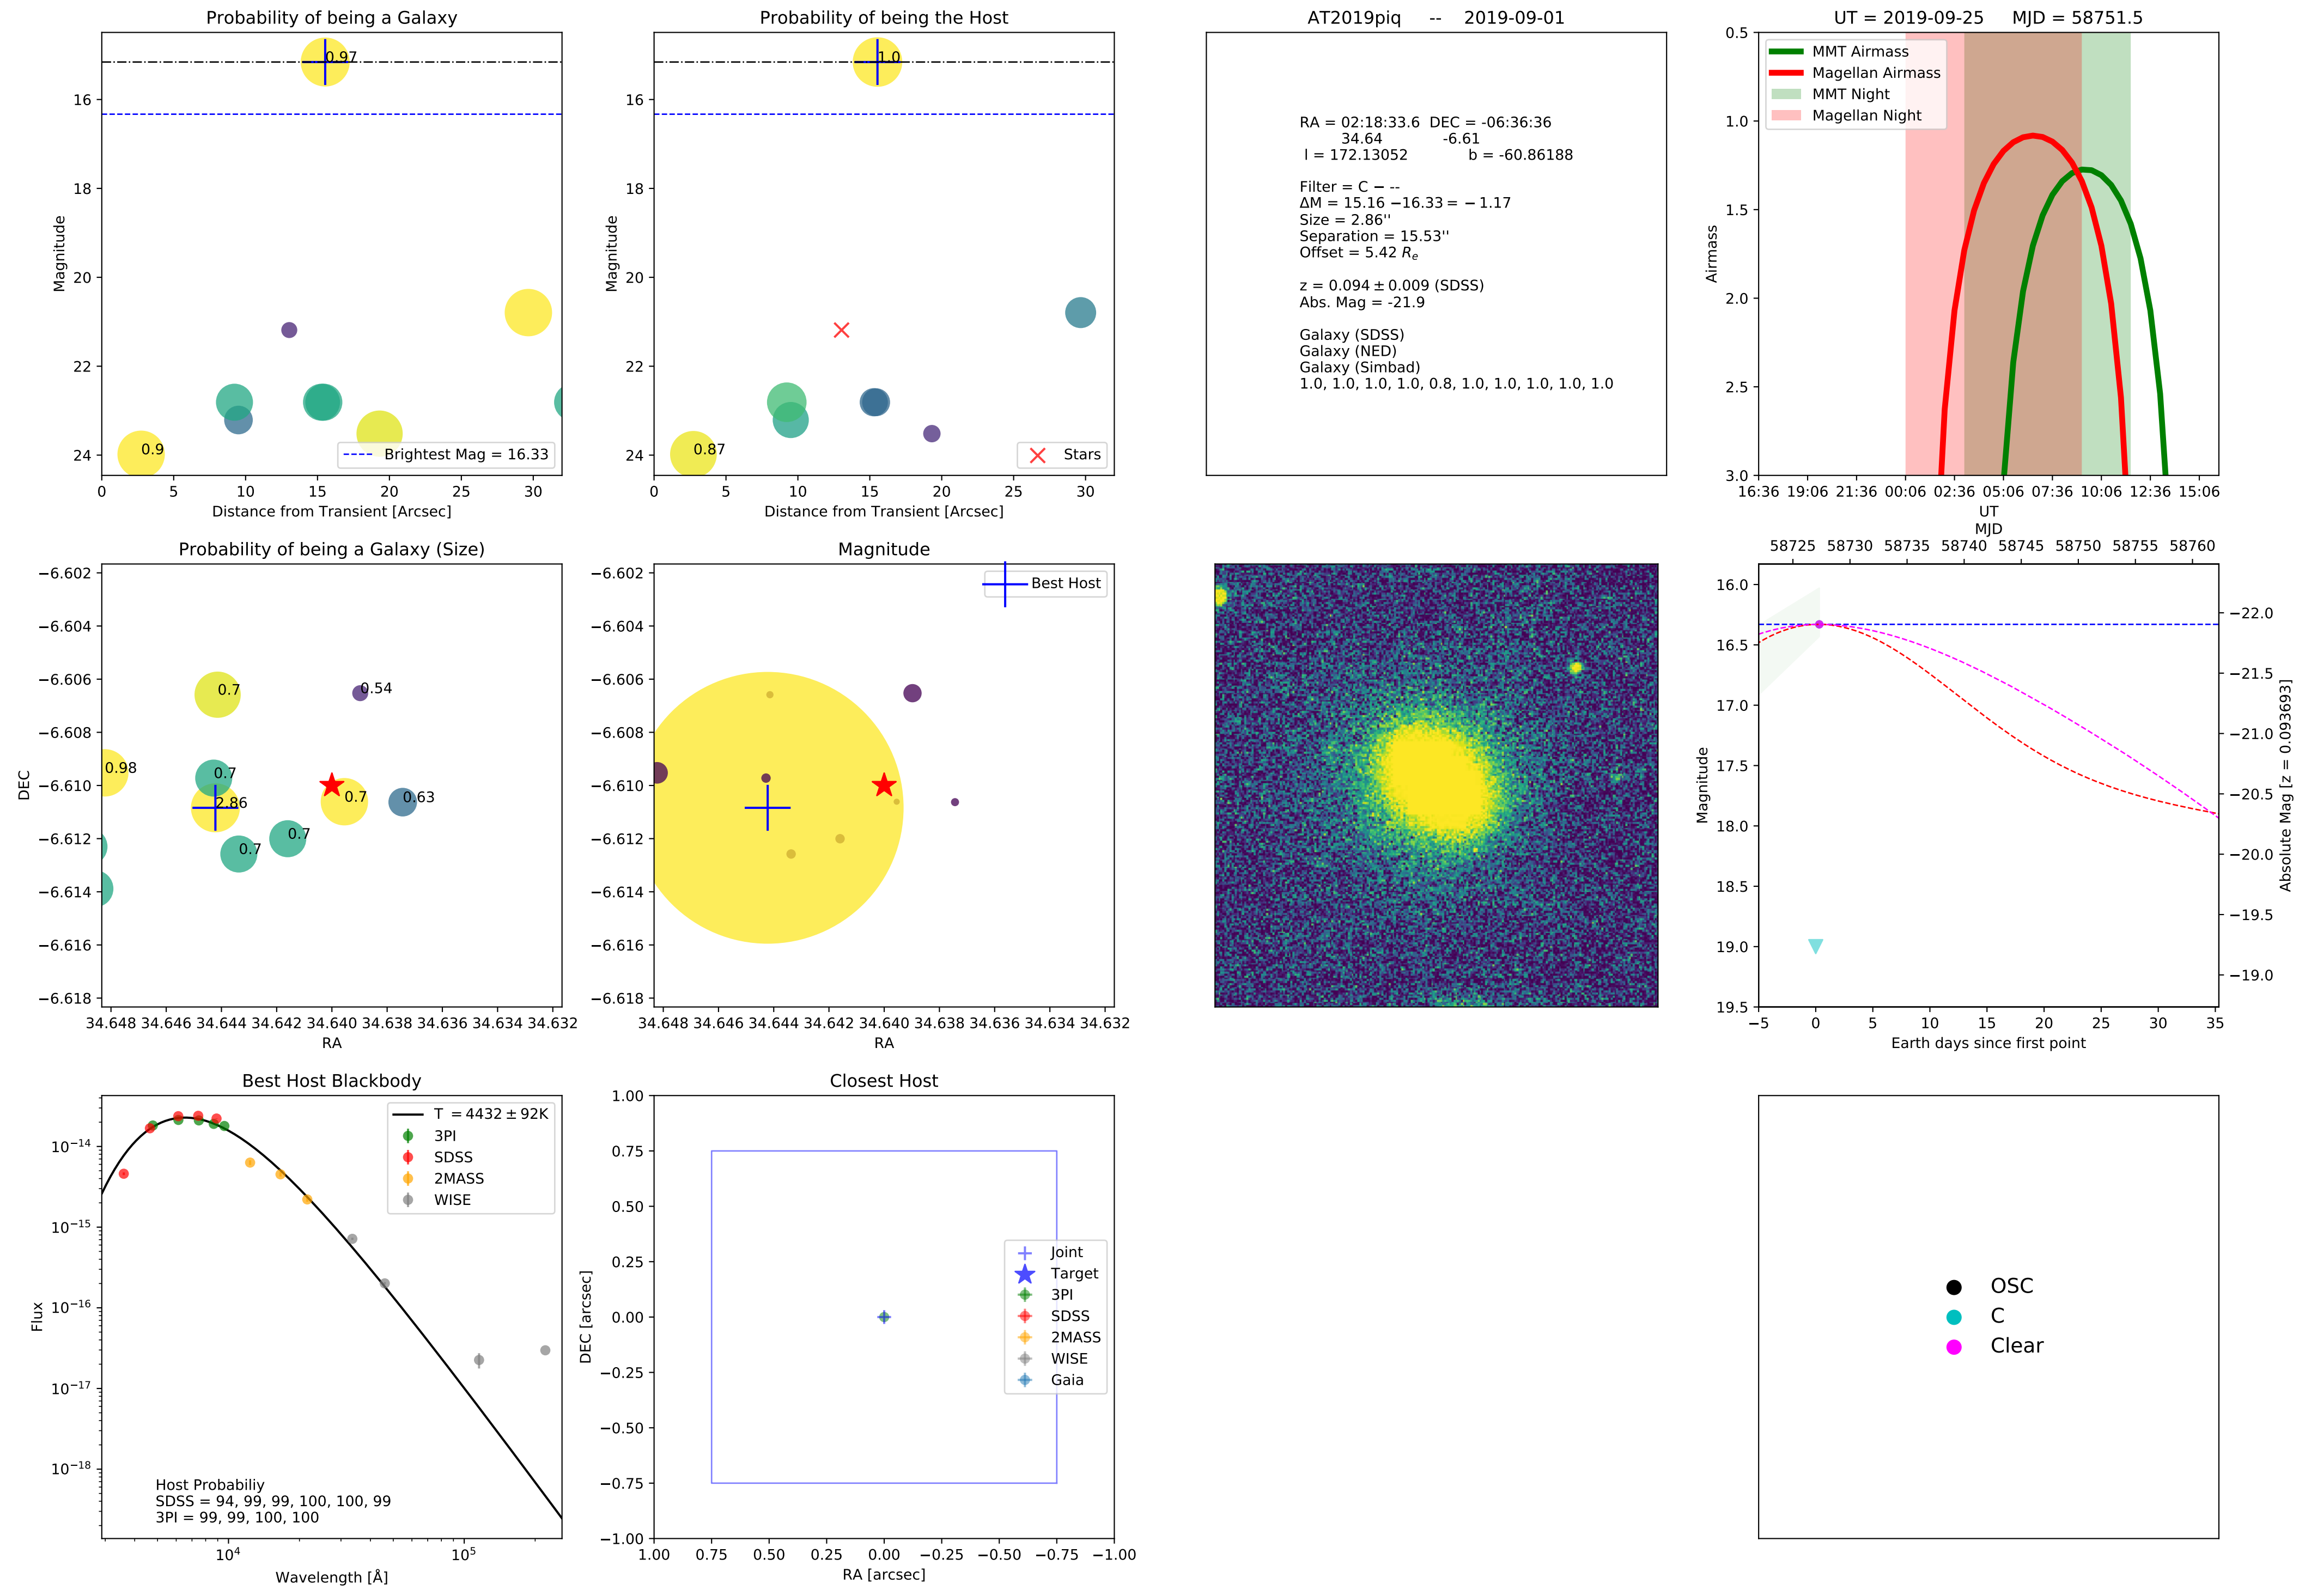 Probability of being a Galaxy
0.97
0.9
Brightest Mag = 16.33
16
18
20
22
24
0 5 10 15 20 25 30
Magnitude
Distance from Transient [Arcsec]
Probability of being the Host
1.0
0.87
Stars
16
18
20
22
24
0 5 10 15 20 25 30
Magnitude
Distance from Transient [Arcsec]
AT2019piq -- 2019-09-01
RA = 02:18:33.6 DEC = -06:36:36
34.64 -6.61
l = 172.13052 b = -60.86188
Filter = C − --
ΔM = 15.16 −16.33 = − 1.17
Size = 2.86''
Separation = 15.53''
Offset = 5.42 Re
z = 0.094 ± 0.009 (SDSS)
Abs. Mag = -21.9
Galaxy (SDSS)
Galaxy (NED)
Galaxy (Simbad)
1.0, 1.0, 1.0, 1.0, 0.8, 1.0, 1.0, 1.0, 1.0, 1.0
UT = 2019-09-25 MJD = 58751.5
MMT Airmass
Magellan Airmass
MMT Night
Magellan Night
0.5
1.0
1.5
2.0
2.5
3.0
Airmass
16:36 19:06 21:36 00:06 02:36 05:06 07:36 10:06 12:36 15:06
UT
Probability of being a Galaxy (Size)
0.7
0.54
0.98
0.7
2.86
0.7
0.63
0.7
0.7
−6.602
−6.604
−6.606
−6.608
−6.610
−6.612
−6.614
−6.616
−6.618
DEC
34.648 34.646 34.644 34.642 34.640 34.638 34.636 34.634 34.632
RA
Magnitude
Best Host
−6.602
−6.604
−6.606
−6.608
−6.610
−6.612
−6.614
−6.616
−6.618
34.648 34.646 34.644 34.642 34.640 34.638 34.636 34.634 34.632
RA
MJD
58725 58730 58735 58740 58745 58750 58755 58760
16.0
16.5
17.0
17.5
18.0
18.5
19.0
19.5
Magnitude
−22.0
−21.5
−21.0
−20.5
−20.0
−19.5
−19.0
Absolute Mag [z = 0.093693]
−5 0 5 10 15 20 25 30 35
Earth days since first point
Best Host Blackbody
T = 4432 ± 92K
3PI
SDSS
2MASS
WISE
10−14
10−15
10−16
10−17
10−18
Flux
Host Probabiliy
SDSS = 94, 99, 99, 100, 100, 99
3PI = 99, 99, 100, 100
104 105
Wavelength [Å]
Closest Host
Joint
Target
3PI
SDSS
2MASS
WISE
Gaia
1.00
0.75
0.50
0.25
0.00
−0.25
−0.50
−0.75
−1.00
DEC [arcsec]
1.00 0.75 0.50 0.25 0.00 −0.25 −0.50 −0.75 −1.00
RA [arcsec]
OSC
C
Clear